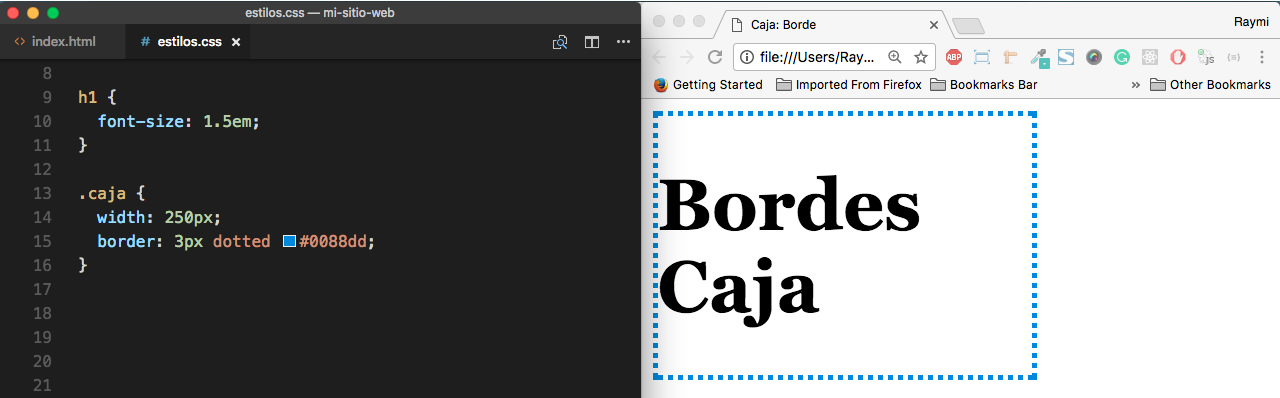 estilos.css — mi-sitio-web
<> index.html
# estilos.css ×
8
9 h1 {
10 font-size: 1.5em;
11 }
12
13 .caja {
14 width: 250px;
15 border: 3px dotted #0088dd;
16 }
17
18
19
20
21
Caja: Borde
Raymi
file:///Users/Ray...
ABP
S
G
JS
Getting Started
Imported From Firefox
Bookmarks Bar
»
Other Bookmarks
Bordes
Caja